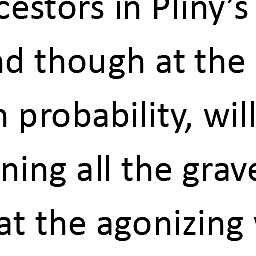 cestors in Pliny's
nd though at the
n probability, will
ning all the grave
at the agonizing